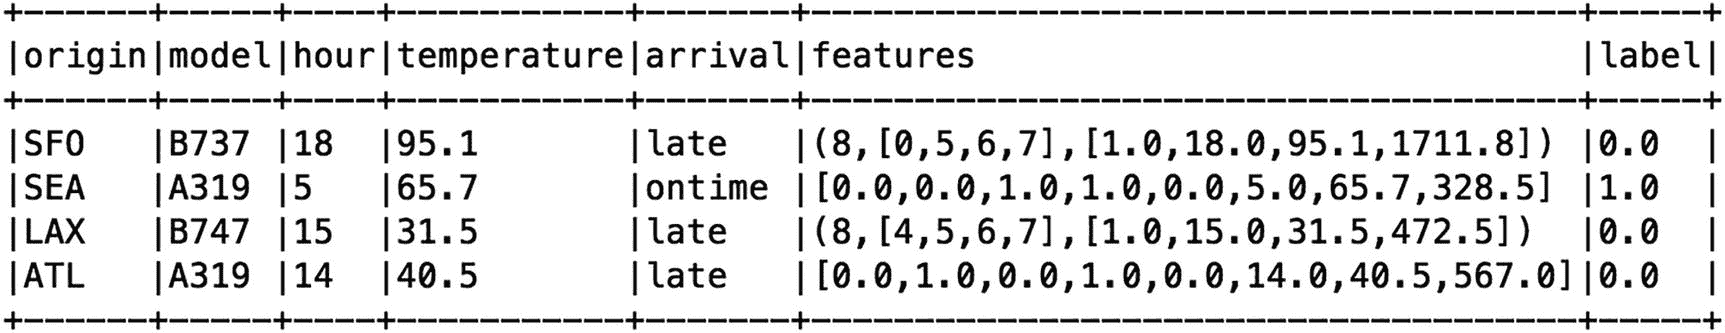 +------+-----+----+-----------+-------+--------------------------------------+-----+
|origin|model|hour|temperature|arrival|features                              |label|
+------+-----+----+-----------+-------+--------------------------------------+-----+
|SFO   |B737 |18  |95.1       |late   |(8,[0,5,6,7],[1.0,18.0,95.1,1711.8])  |0.0  |
|SEA   |A319 |5   |65.7       |ontime |[0.0,0.0,1.0,1.0,0.0,5.0,65.7,328.5]  |1.0  |
|LAX   |B747 |15  |31.5       |late   |(8,[4,5,6,7],[1.0,15.0,31.5,472.5])   |0.0  |
|ATL   |A319 |14  |40.5       |late   |[0.0,1.0,0.0,1.0,0.0,14.0,40.5,567.0]|0.0  |
+------+-----+----+-----------+-------+--------------------------------------+-----+